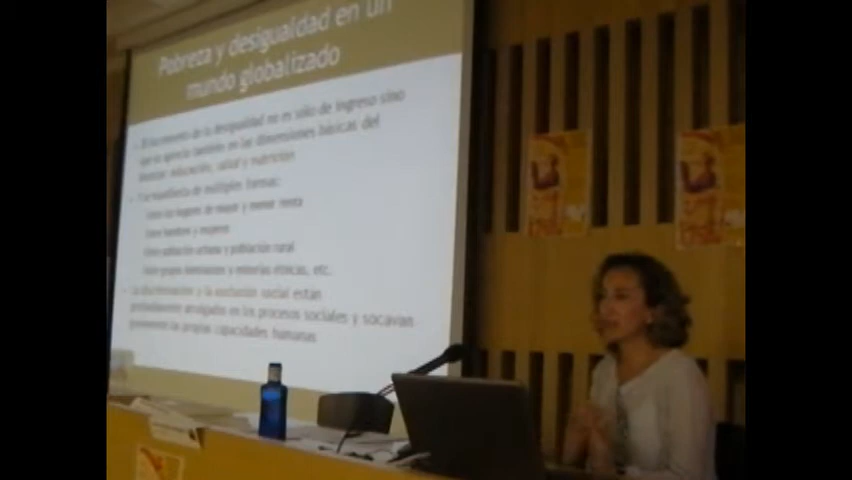 Pobreza y desigualdad en un
mundo globalizado
El incremento de la desigualdad no es sólo de ingreso sino
que se aprecia también en las dimensiones básicas del
bienestar: educación, salud y nutrición
Y se manifiesta de múltiples formas:
Entre los hogares de mayor y menor renta
Entre hombres y mujeres
Entre población urbana y población rural
Entre grupos dominantes y minorías étnicas, etc.
La discriminación y la exclusión social están
profundamente arraigados en los procesos sociales y socavan
gravemente las propias capacidades humanas